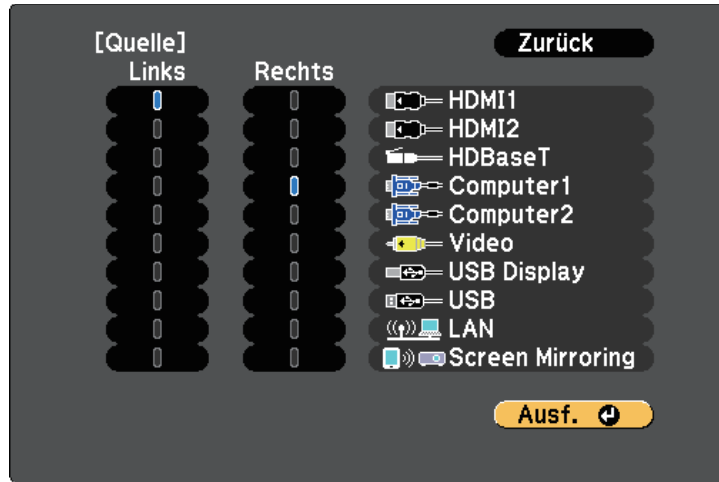 [Quelle]
Zurück
Links Rechts
HDMI1
HDMI2
HDBaseT
Computer1
Computer2
Video
USB Display
USB
LAN
Screen Mirroring
Ausf.